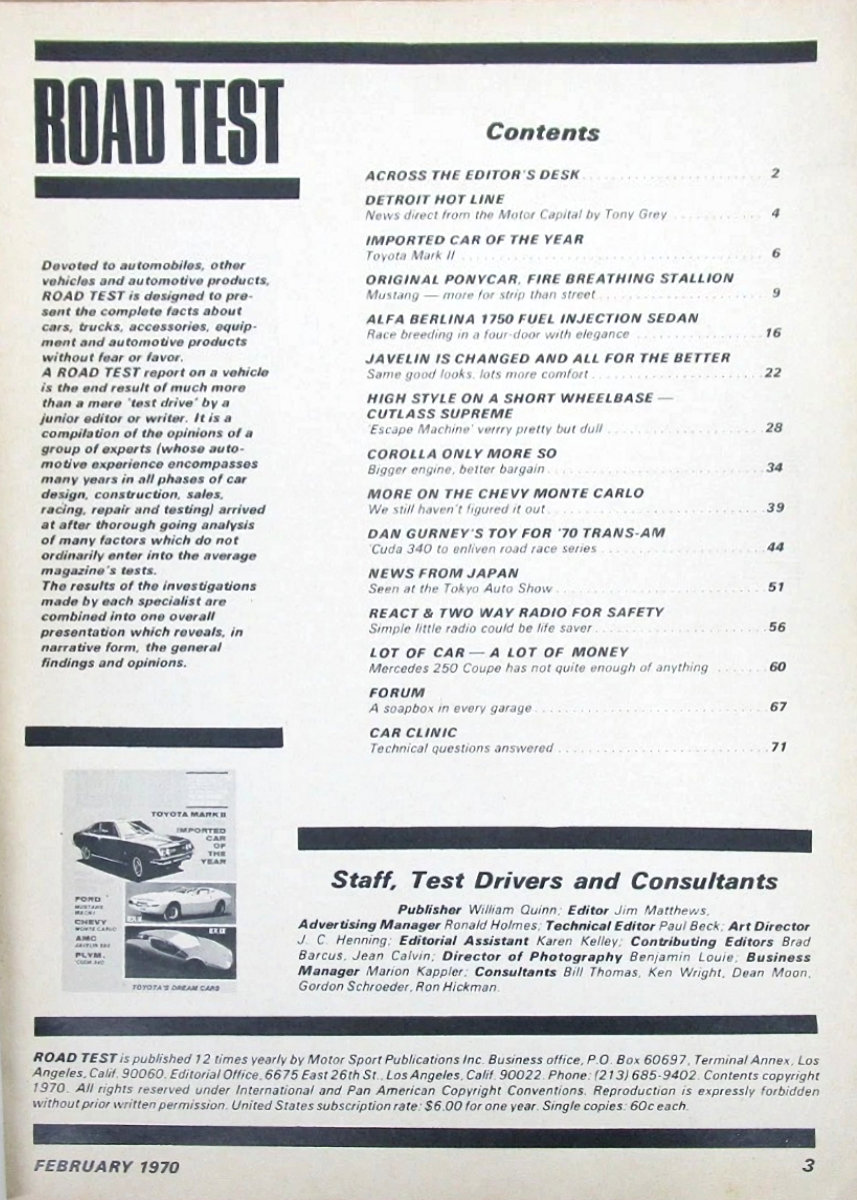 ROAD TEST
Devoted to automobiles, other
vehicles and automotive products,
ROAD TEST is designed to pre-
sent the complete facts about
cars, trucks, accessories, equip-
ment and automotive products
without fear or favor.
A ROAD TEST report on a vehicle
is the end result of much more
than a mere 'test drive' by a
junior editor or writer. It is a
compilation of the opinions of a
group of experts (whose auto-
motive experience encompasses
many years in all phases of car
design, construction, sales,
racing, repair and testing) arrived
at after thorough going analysis
of many factors which do not
ordinarily enter into the average
magazine's tests.
The results of the investigations
made by each specialist are
combined into one overall
presentation which reveals, in
narrative form, the general
findings and opinions.
Contents
ACROSS THE EDITOR'S DESK 2
DETROIT HOT LINE
News direct from the Motor Capital by Tony Grey 4
IMPORTED CAR OF THE YEAR
Toyota Mark II 6
ORIGINAL PONYCAR, FIRE BREATHING STALLION
Mustang — more for strip than street 9
ALFA BERLINA 1750 FUEL INJECTION SEDAN
Race breeding in a four-door with elegance 16
JAVELIN IS CHANGED AND ALL FOR THE BETTER
Same good looks, lots more comfort 22
HIGH STYLE ON A SHORT WHEELBASE —
CUTLASS SUPREME
'Escape Machine' verrry pretty but dull 28
COROLLA ONLY MORE SO
Bigger engine, better bargain 34
MORE ON THE CHEVY MONTE CARLO
We still haven't figured it out 39
DAN GURNEY'S TOY FOR '70 TRANS-AM
'Cuda 340 to enliven road race series 44
NEWS FROM JAPAN
Seen at the Tokyo Auto Show 51
REACT & TWO WAY RADIO FOR SAFETY
Simple little radio could be life saver 56
LOT OF CAR — A LOT OF MONEY
Mercedes 250 Coupe has not quite enough of anything 60
FORUM
A soapbox in every garage 67
CAR CLINIC
Technical questions answered 71
TOYOTA MARK II
IMPORTED
CAR
OF
THE
YEAR
FORD
MUSTANG
MACH I
CHEVY
MONTE CARLO
AMC
PLYM.
TOYOTA'S DREAM CARS
Staff, Test Drivers and Consultants
Publisher William Quinn; Editor Jim Matthews,
Advertising Manager Ronald Holmes; Technical Editor Paul Beck; Art Director
J. C. Henning; Editorial Assistant Karen Kelley; Contributing Editors Brad
Barcus, Jean Calvin; Director of Photography Benjamin Louie; Business
Manager Marion Kappler; Consultants Bill Thomas, Ken Wright, Dean Moon,
Gordon Schroeder, Ron Hickman.
ROAD TEST is published 12 times yearly by Motor Sport Publications Inc. Business office, P.O. Box 60697, Terminal Annex, Los
Angeles, Calif. 90060. Editorial Office, 6675 East 26th St., Los Angeles, Calif. 90022. Phone: (213) 685-9402. Contents copyright
1970. All rights reserved under International and Pan American Copyright Conventions. Reproduction is expressly forbidden
without prior written permission. United States subscription rate: $6.00 for one year. Single copies: 60c each.
FEBRUARY 1970 3